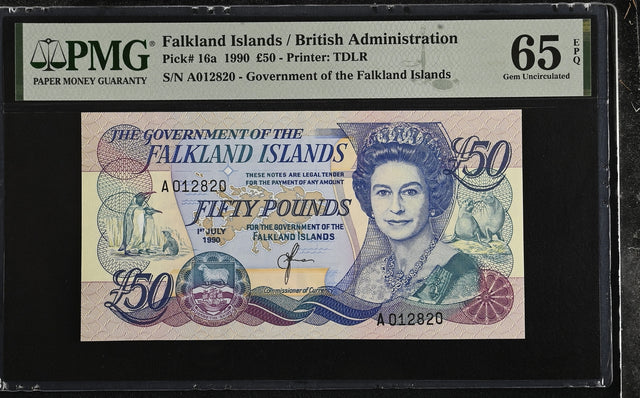 PMG
PAPER MONEY GUARANTY
Falkland Islands / British Administration
Pick# 16a 1990 £50 - Printer: TDLR
S/N A012820 - Government of the Falkland Islands
65 EPQ
Gem Uncirculated
THE GOVERNMENT OF THE
FALKLAND ISLANDS
£50
THESE NOTES ARE LEGAL TENDER
FOR THE PAYMENT OF ANY AMOUNT
A 012820
FIFTY POUNDS
1ST JULY
1990
FOR THE GOVERNMENT OF THE
FALKLAND ISLANDS
£50
Commissioner of Currency
A 012820